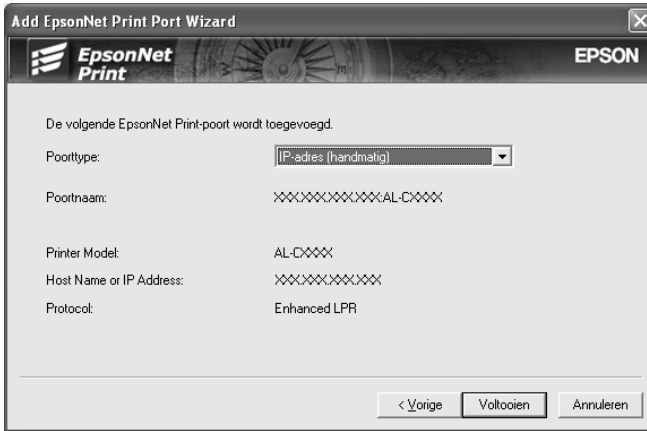 Add EpsonNet Print Port Wizard
EpsonNet
Print
EPSON
De volgende EpsonNet Print-poort wordt toegevoegd.
Poorttype: IP-adres (handmatig)
Poortnaam: XXX.XXX.XXX.XXX:AL-CXXXX
Printer Model: AL-CXXXX
Host Name or IP Address: XXX.XXX.XXX.XXX
Protocol: Enhanced LPR
< Vorige Voltooien Annuleren